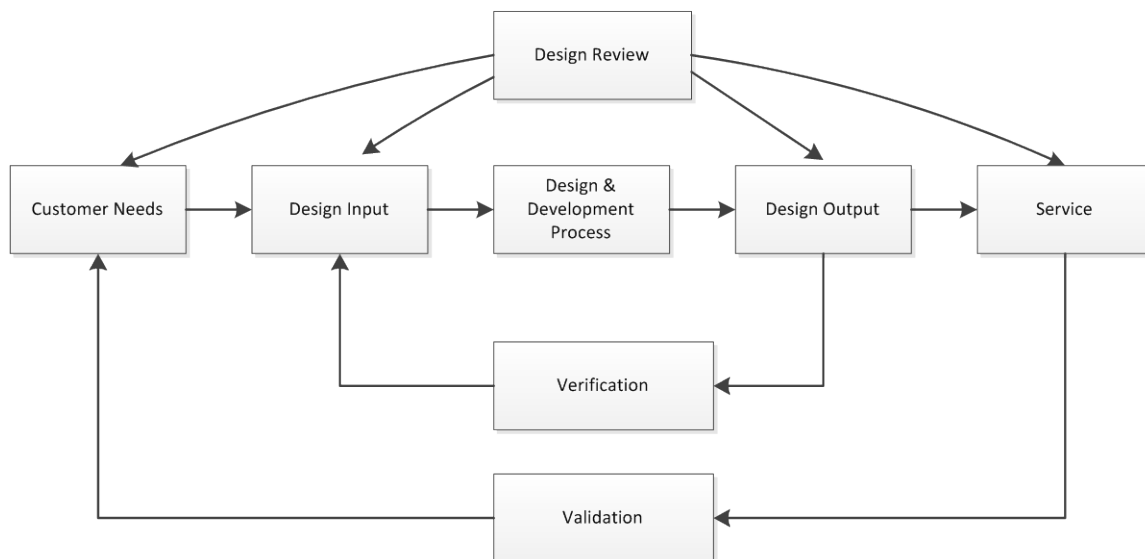 Design Review
Customer Needs
Design Input
Design &
Development
Process
Design Output
Service
Verification
Validation